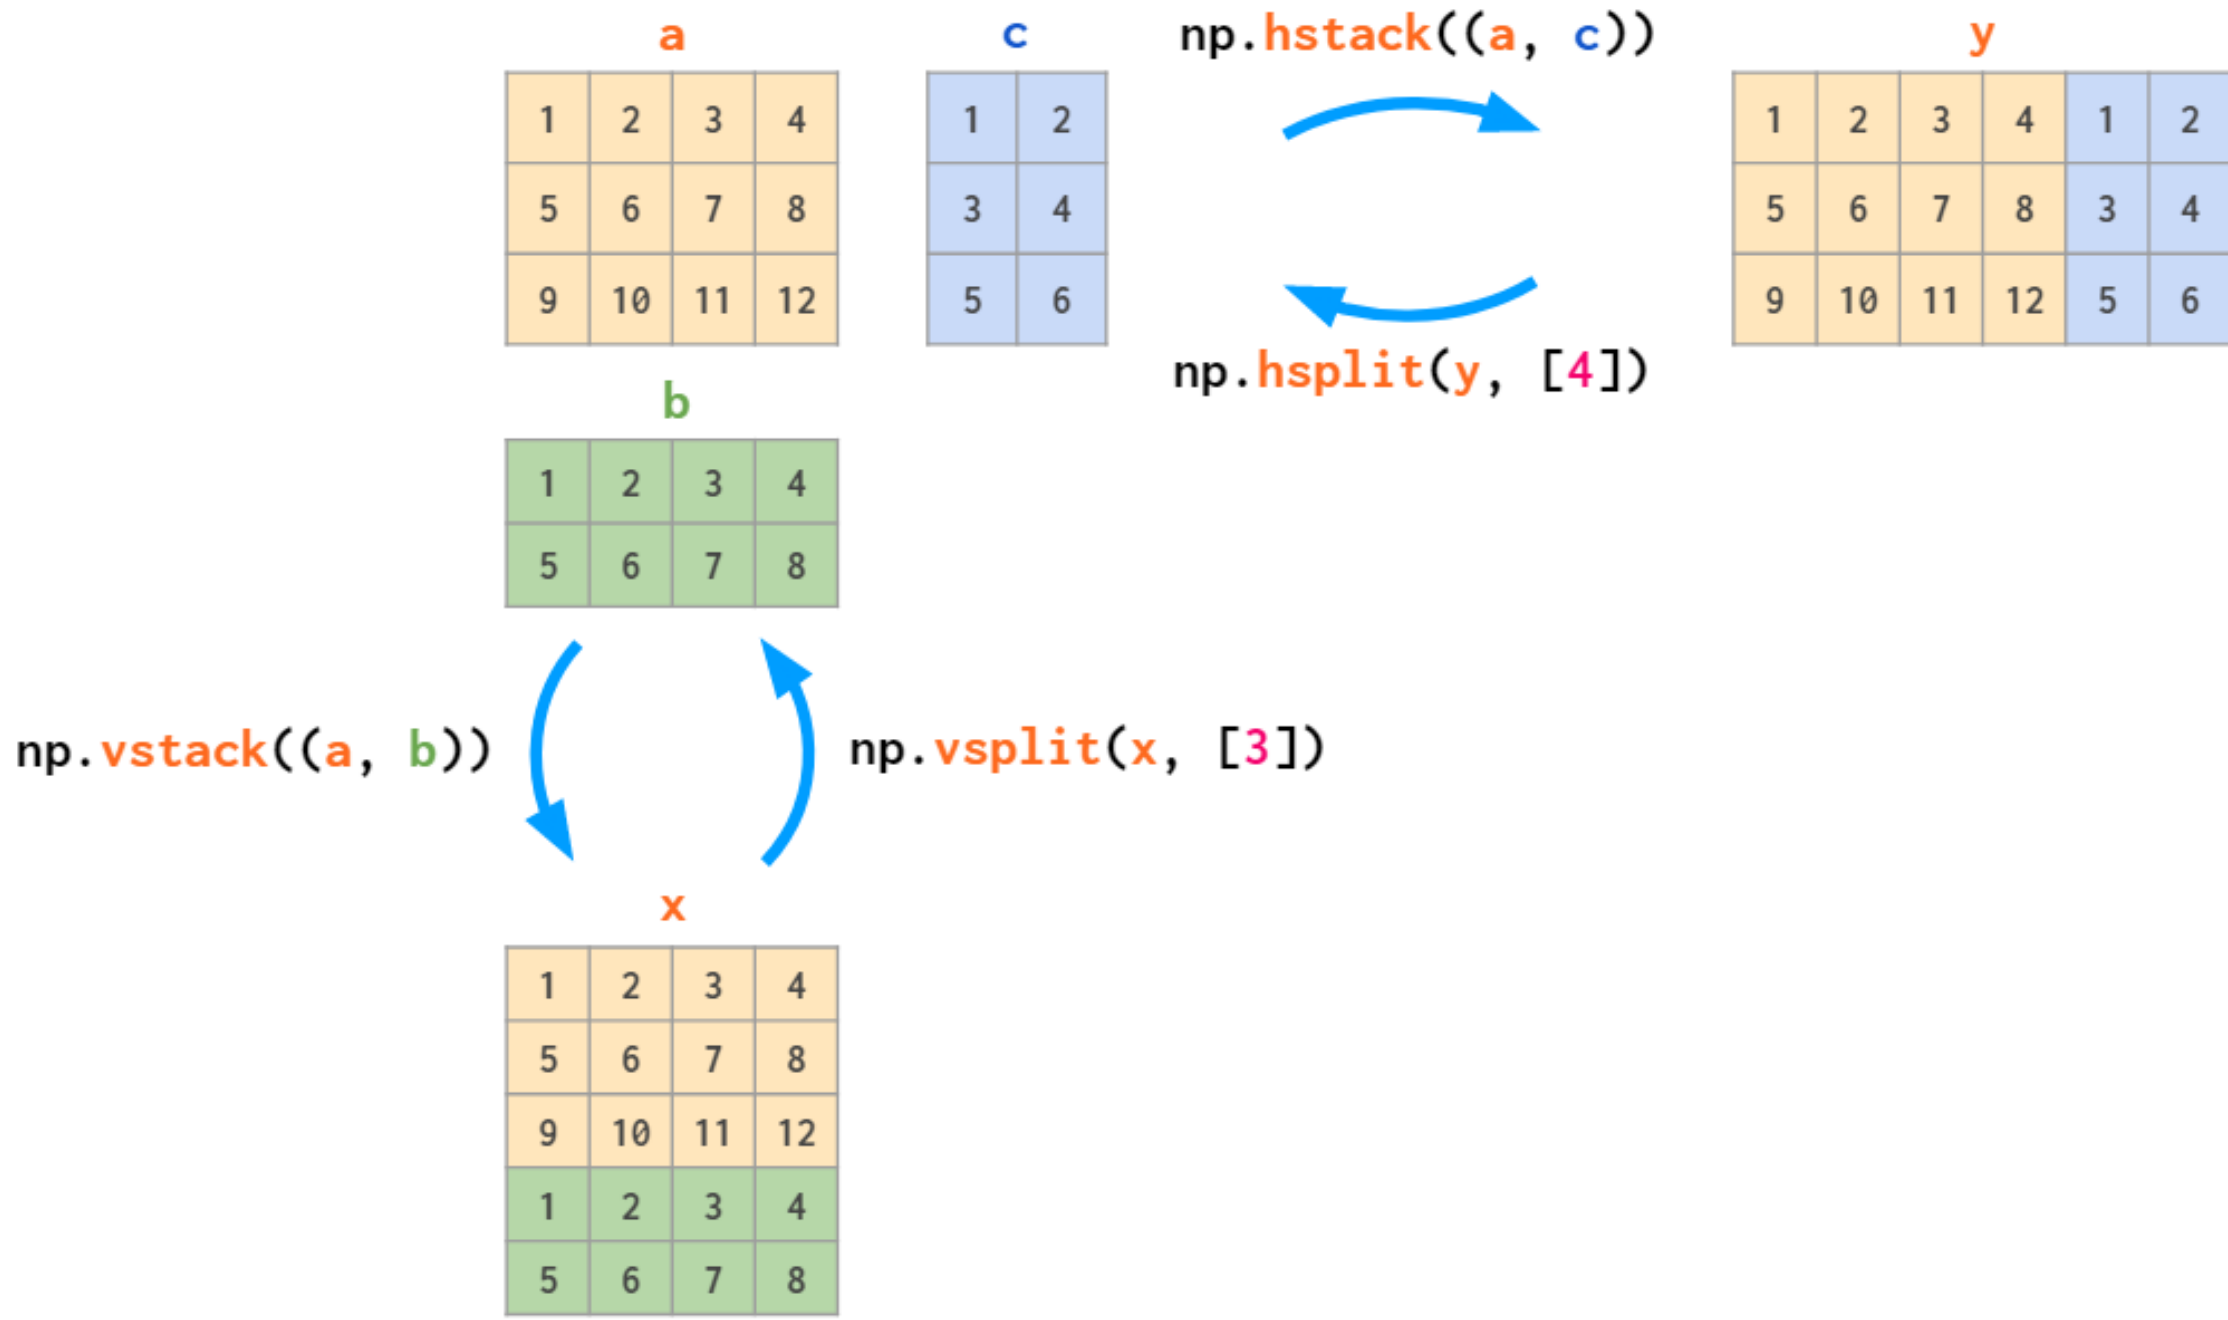 a c np.hstack((a, c)) y
1 2 3 4 1 2 1 2 3 4 1 2
5 6 7 8 3 4 5 6 7 8 3 4
9 10 11 12 5 6 9 10 11 12 5 6
np.hsplit(y, [4])
b
1 2 3 4
5 6 7 8
np.vstack((a, b)) np.vsplit(x, [3])
x
1 2 3 4
5 6 7 8
9 10 11 12
1 2 3 4
5 6 7 8